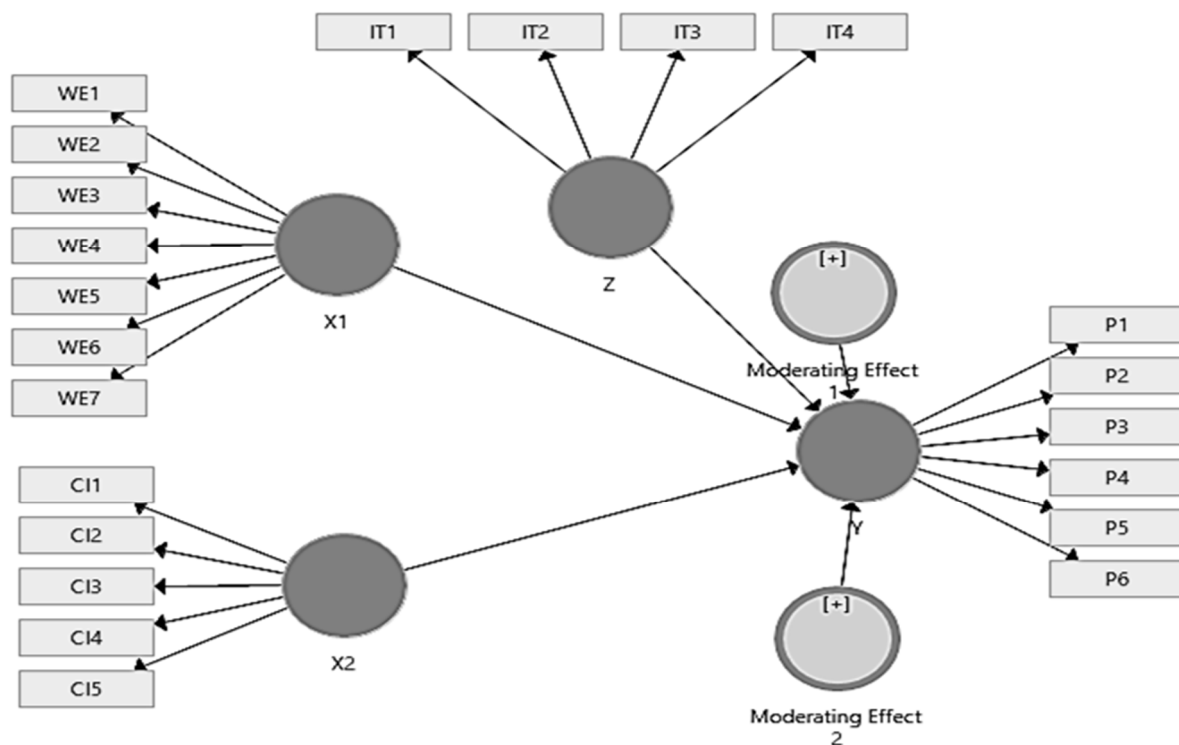 IT1
IT2
IT3
IT4
WE1
WE2
WE3
WE4
WE5
WE6
WE7
X1
Z
[+]
Moderating Effect
1
P1
P2
P3
P4
P5
P6
Y
CI1
CI2
CI3
CI4
CI5
X2
[+]
Moderating Effect
2